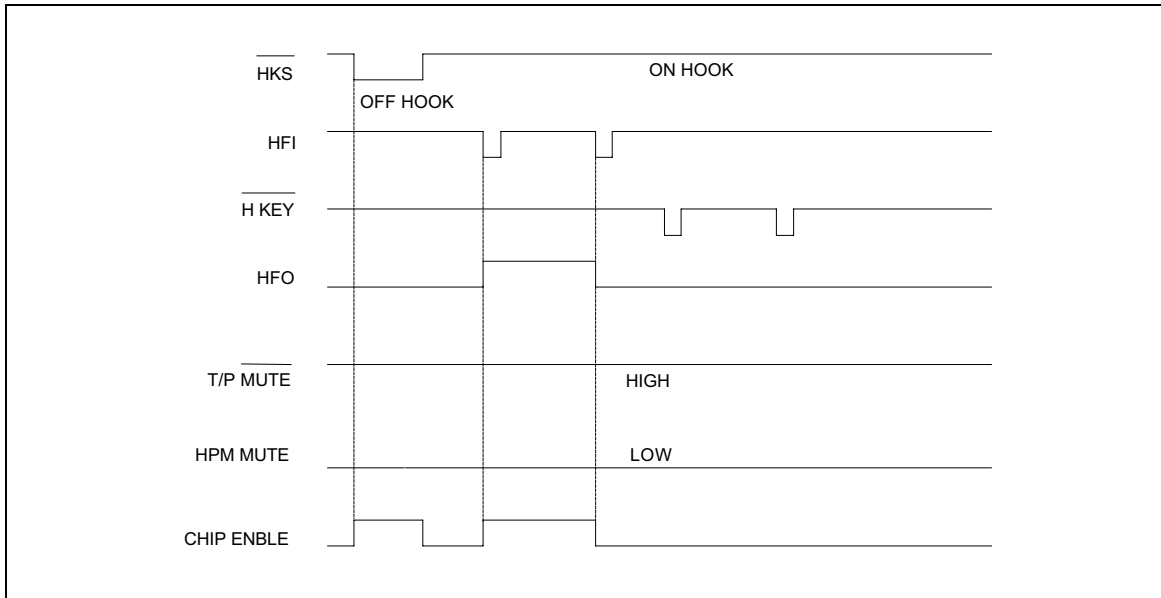 HKS
ON HOOK
OFF HOOK
HFI
H KEY
HFO
T/P MUTE
HIGH
HPM MUTE
LOW
CHIP ENBLE